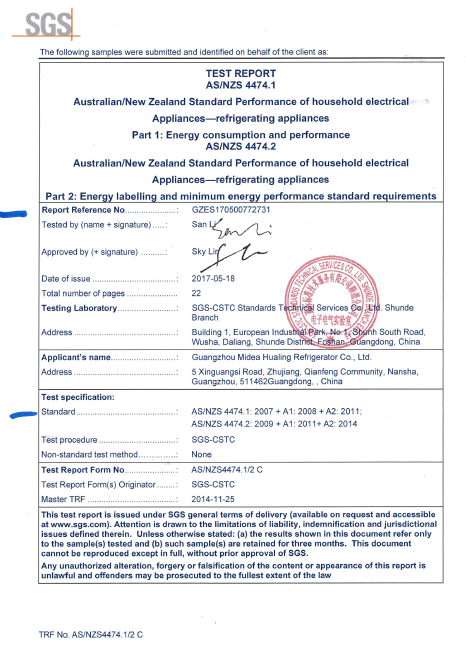 SGS
The following samples were submitted and identified on behalf of the client as:
TEST REPORT
AS/NZS 4474.1
Australian/New Zealand Standard Performance of household electrical
Appliances—refrigerating appliances
Part 1: Energy consumption and performance
AS/NZS 4474.2
Australian/New Zealand Standard Performance of household electrical
Appliances—refrigerating appliances
Part 2: Energy labelling and minimum energy performance standard requirements
Report Reference No.....................: GZES170500772731
Tested by (name + signature) .....: San Li
Approved by (+ signature) ..........: Sky Lin
Date of issue ................................: 2017-05-18
Total number of pages ................... 22
Testing Laboratory.......................: SGS-CSTC Standards Technical Services Co., Ltd. Shunde
Branch
Address ........................................: Building 1, European Industrial Park, No.1, Shunh South Road,
Wusha, Daliang, Shunde District, Foshan, Guangdong, China
Applicant's name..........................: Guangzhou Midea Hualing Refrigerator Co., Ltd.
Address ........................................: 5 Xinguangsi Road, Zhujiang, Qianfeng Community, Nansha,
Guangzhou, 511462Guangdong, , China
Test specification:
Standard.......................................: AS/NZS 4474.1: 2007 + A1: 2008 + A2: 2011;
AS/NZS 4474.2: 2009 + A1: 2011+ A2: 2014
Test procedure ..............................: SGS-CSTC
Non-standard test method..............: None
Test Report Form No....................: AS/NZS4474.1/2 C
Test Report Form(s) Originator .......: SGS-CSTC
Master TRF ..................................: 2014-11-25
This test report is issued under SGS general terms of delivery (available on request and accessible
at www.sgs.com). Attention is drawn to the limitations of liability, indemnification and jurisdictional
issues defined therein. Unless otherwise stated: (a) the results shown in this document refer only
to the sample(s) tested and (b) such sample(s) are retained for three months. This document
cannot be reproduced except in full, without prior approval of SGS.
Any unauthorized alteration, forgery or falsification of the content or appearance of this report is
unlawful and offenders may be prosecuted to the fullest extent of the law
TRF No. AS/NZS4474.1/2 C